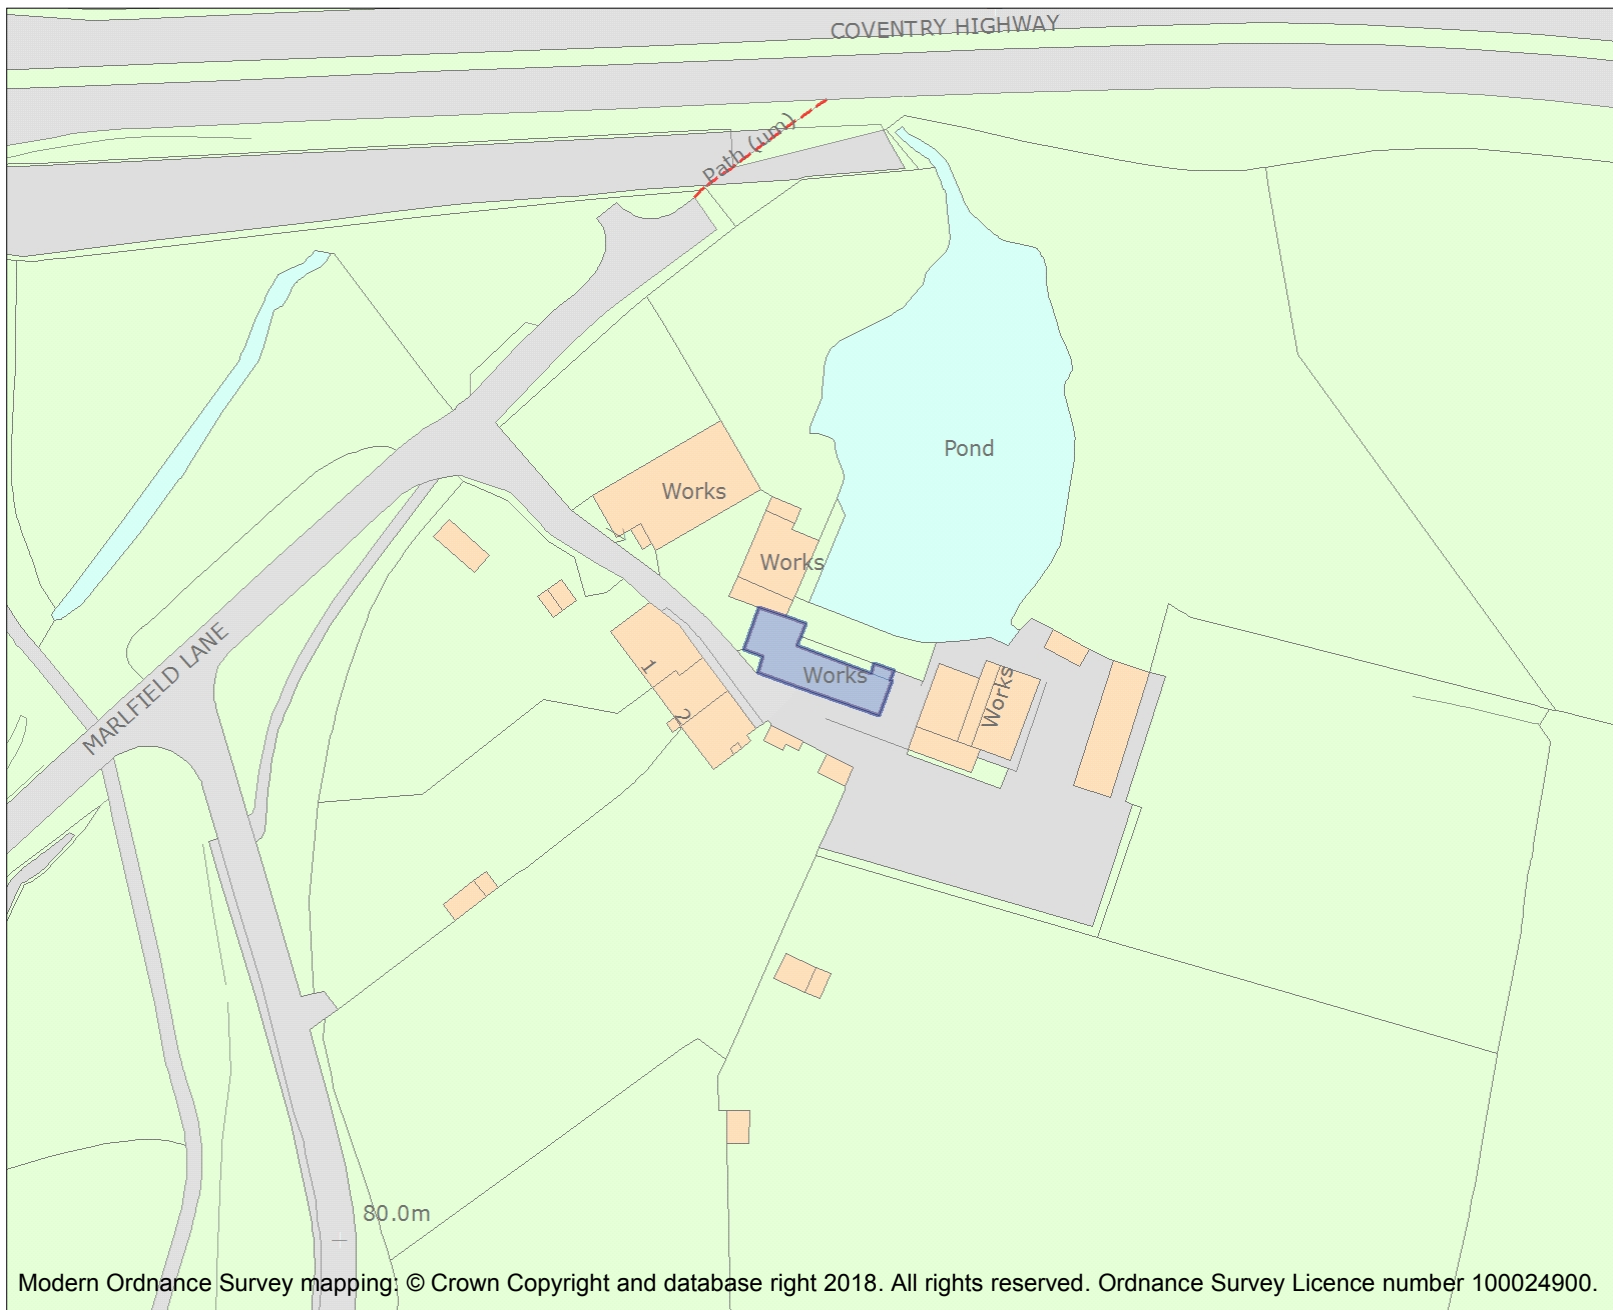 COVENTRY HIGHWAY
Path (um)
Pond
Works
Works
MARLFIELD LANE
1
Works
Works
2
80.0m
Modern Ordnance Survey mapping: © Crown Copyright and database right 2018. All rights reserved. Ordnance Survey Licence number 100024900.